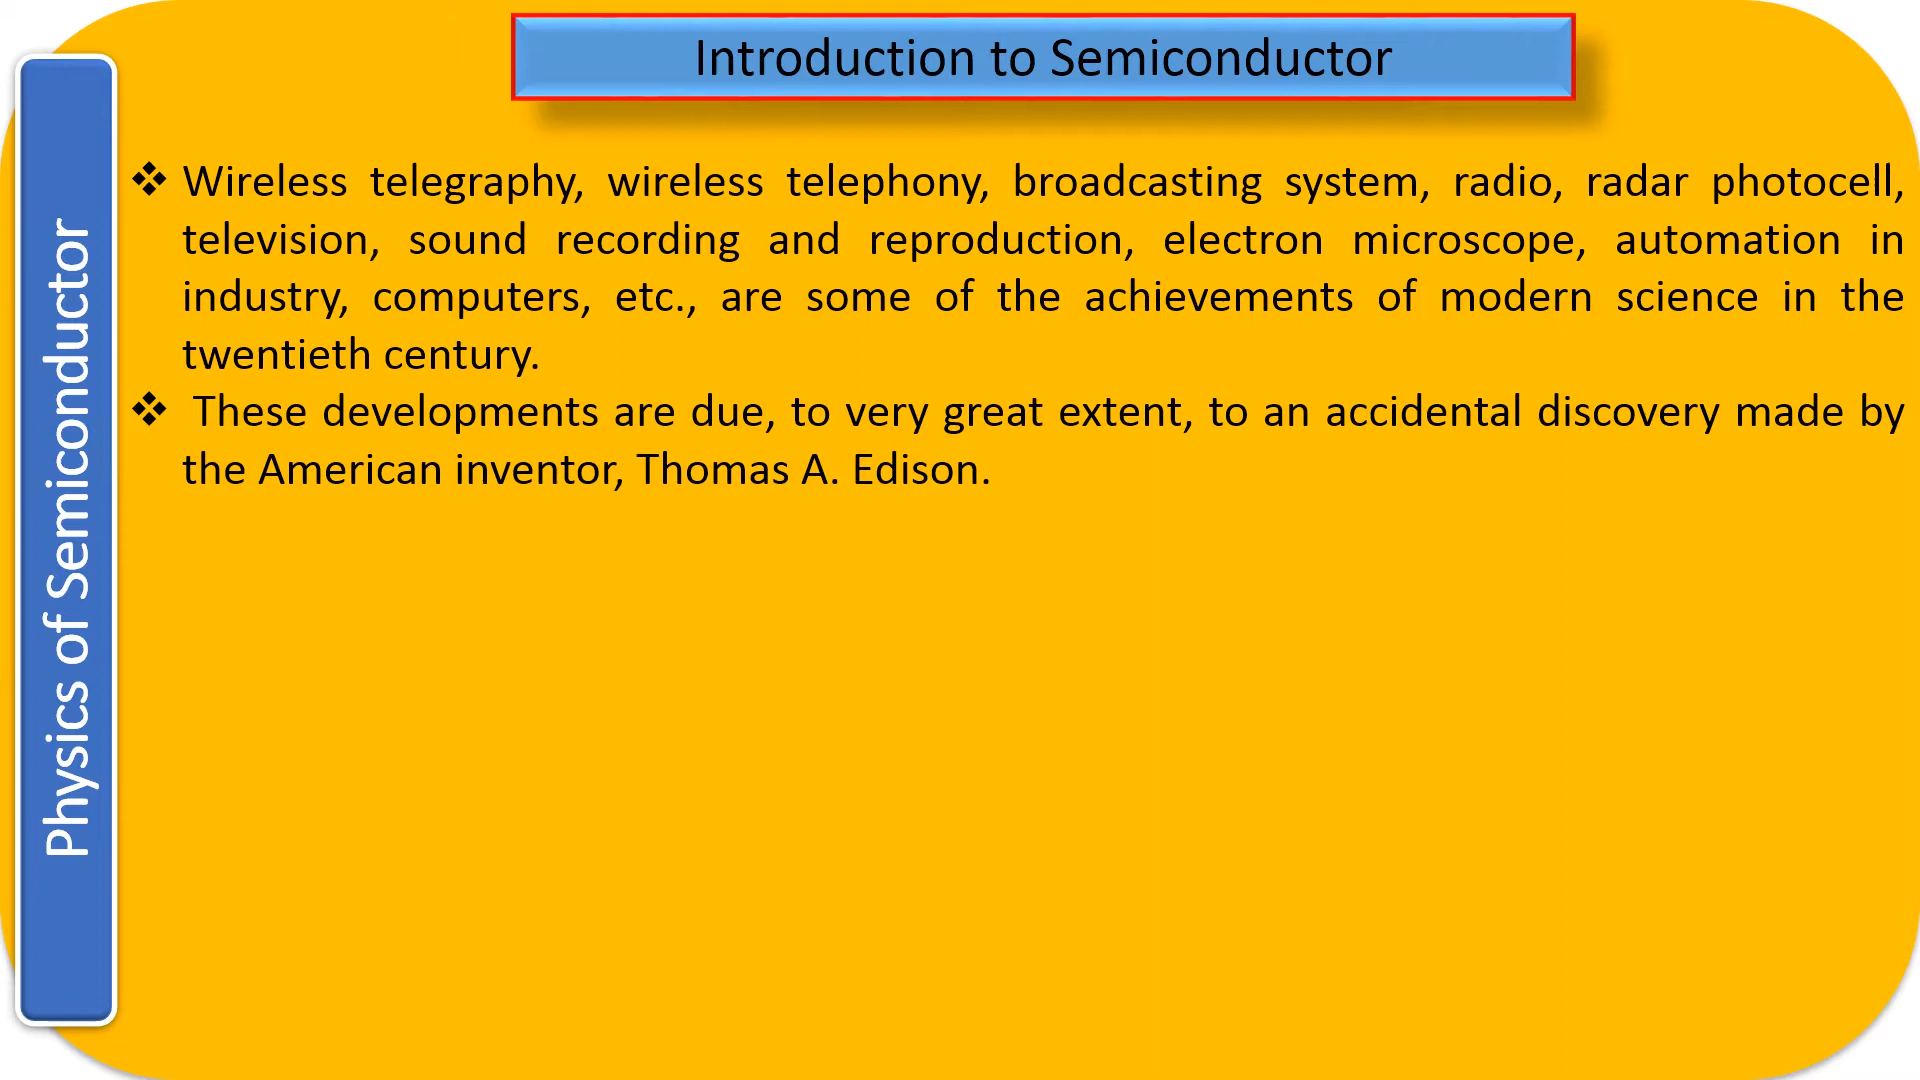 Introduction to Semiconductor
Physics of Semiconductor
❖ Wireless telegraphy, wireless telephony, broadcasting system, radio, radar photocell,
television, sound recording and reproduction, electron microscope, automation in
industry, computers, etc., are some of the achievements of modern science in the
twentieth century.
❖ These developments are due, to very great extent, to an accidental discovery made by
the American inventor, Thomas A. Edison.